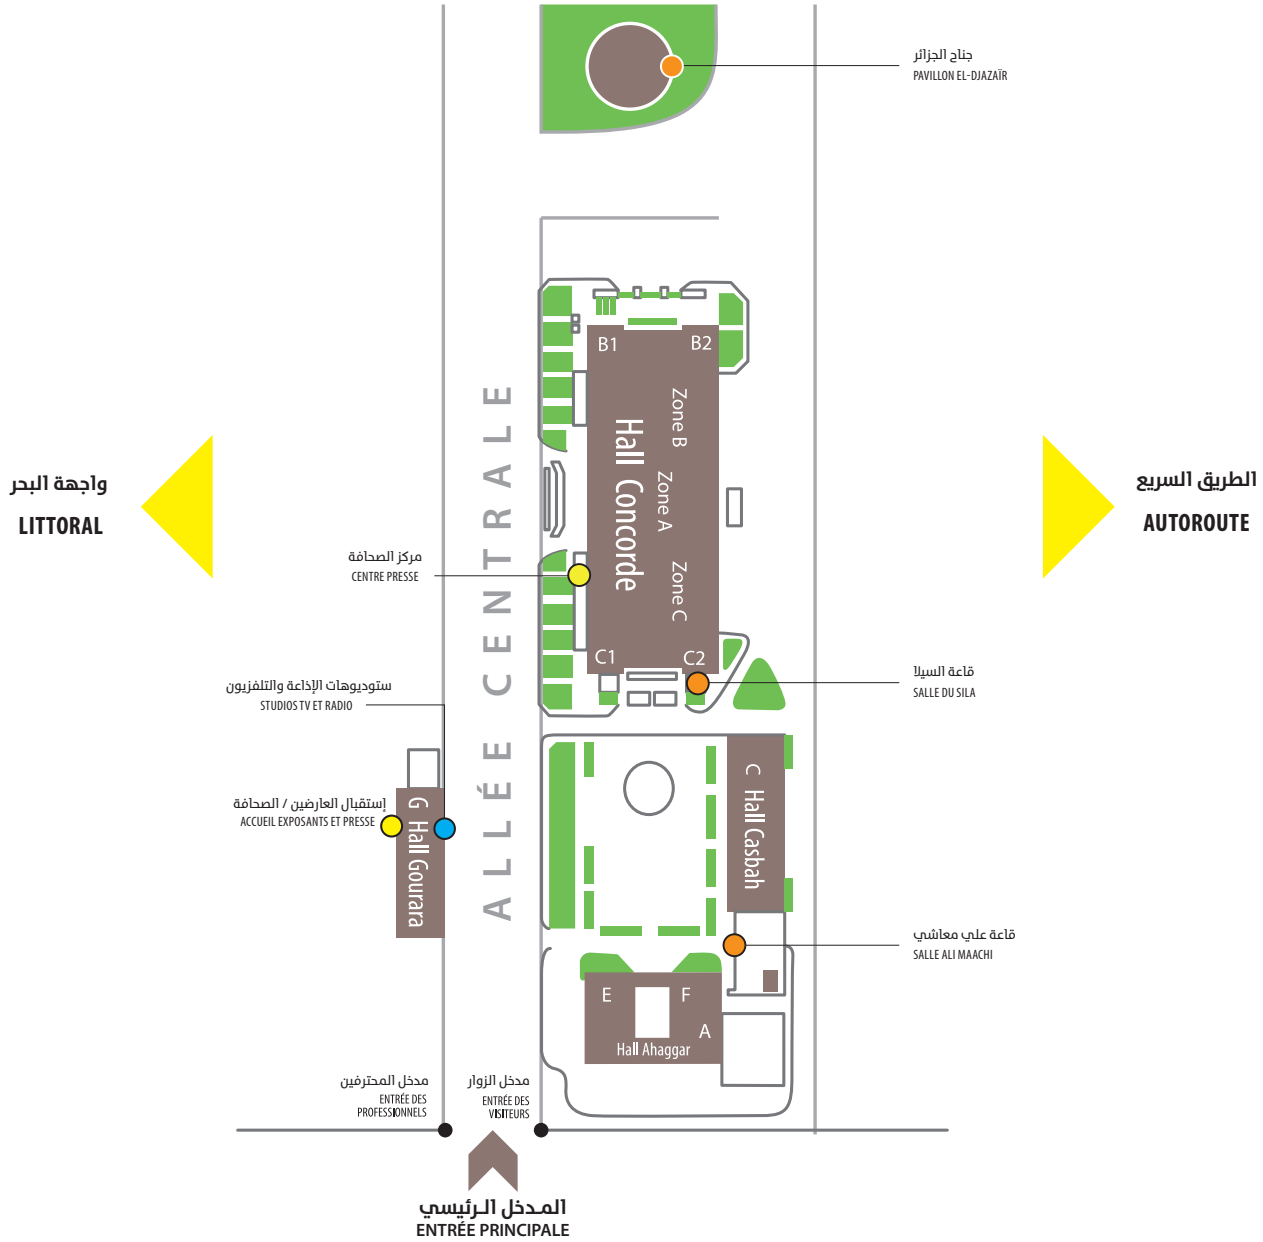 جناح الجزائر
PAVILLON EL-DJAZAÏR
B1
B2
Zone B
Hall Concorde
Zone A
Zone C
C1
C2
ALLÉE CENTRALE
واجهة البحر
LITTORAL
الطريق السريع
AUTOROUTE
مركز الصحافة
CENTRE PRESSE
قاعة السيلا
SALLE DU SILA
ستوديوهات الإذاعة والتلفزيون
STUDIOS TV ET RADIO
إستقبال العارضين / الصحافة
ACCUEIL EXPOSANTS ET PRESSE
G Hall Gourara
C Hall Casbah
قاعة علي معاشي
SALLE ALI MAACHI
E
F
A
Hall Ahaggar
مدخل المحترفين
ENTRÉE DES
PROFESSIONNELS
مدخل الزوار
ENTRÉE DES
VISITEURS
المدخل الرئيسي
ENTRÉE PRINCIPALE